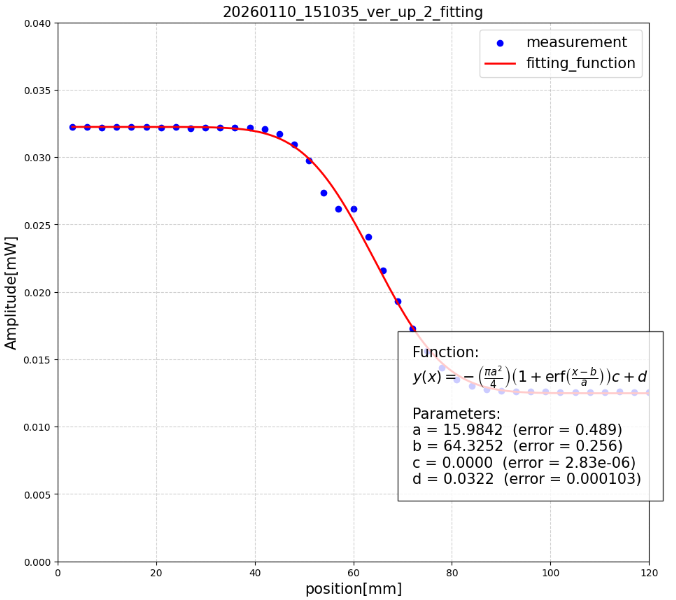 20260110_151035_ver_up_2_fitting
0.040
0.035
0.030
0.025
0.020
0.015
0.010
0.005
0.000
Amplitude[mW]
measurement
fitting_function
Function:
y(x) = −(πa²/4)(1 + erf((x−b)/a))c + d
Parameters:
a = 15.9842 (error = 0.489)
b = 64.3252 (error = 0.256)
c = 0.0000 (error = 2.83e-06)
d = 0.0322 (error = 0.000103)
0 20 40 60 80 100 120
position[mm]